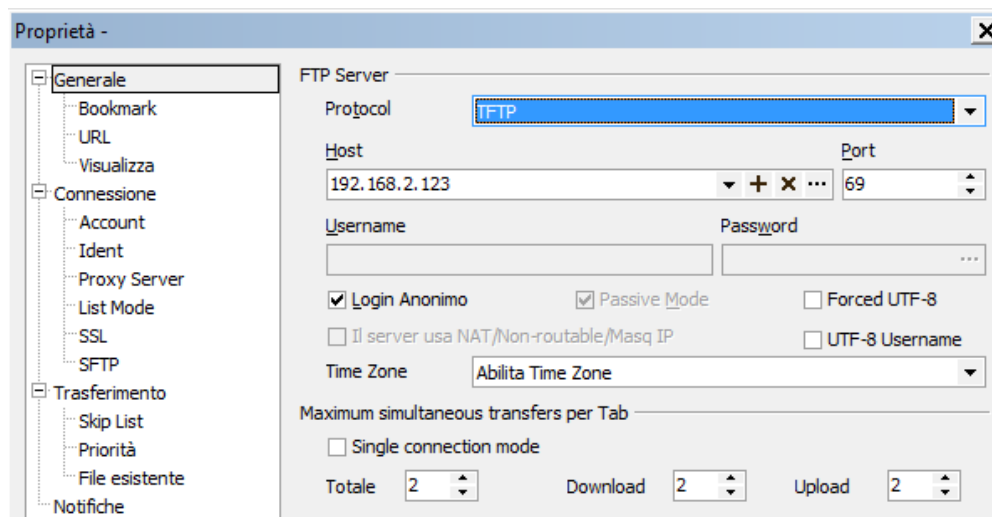 Proprietà -
Generale
Bookmark
URL
Visualizza
Connessione
Account
Ident
Proxy Server
List Mode
SSL
SFTP
Trasferimento
Skip List
Priorità
File esistente
Notifiche
FTP Server
Protocol TFTP
Host Port
192.168.2.123 69
Username Password
Login Anonimo Passive Mode Forced UTF-8
Il server usa NAT/Non-routable/Masq IP UTF-8 Username
Time Zone Abilita Time Zone
Maximum simultaneous transfers per Tab
Single connection mode
Totale 2 Download 2 Upload 2